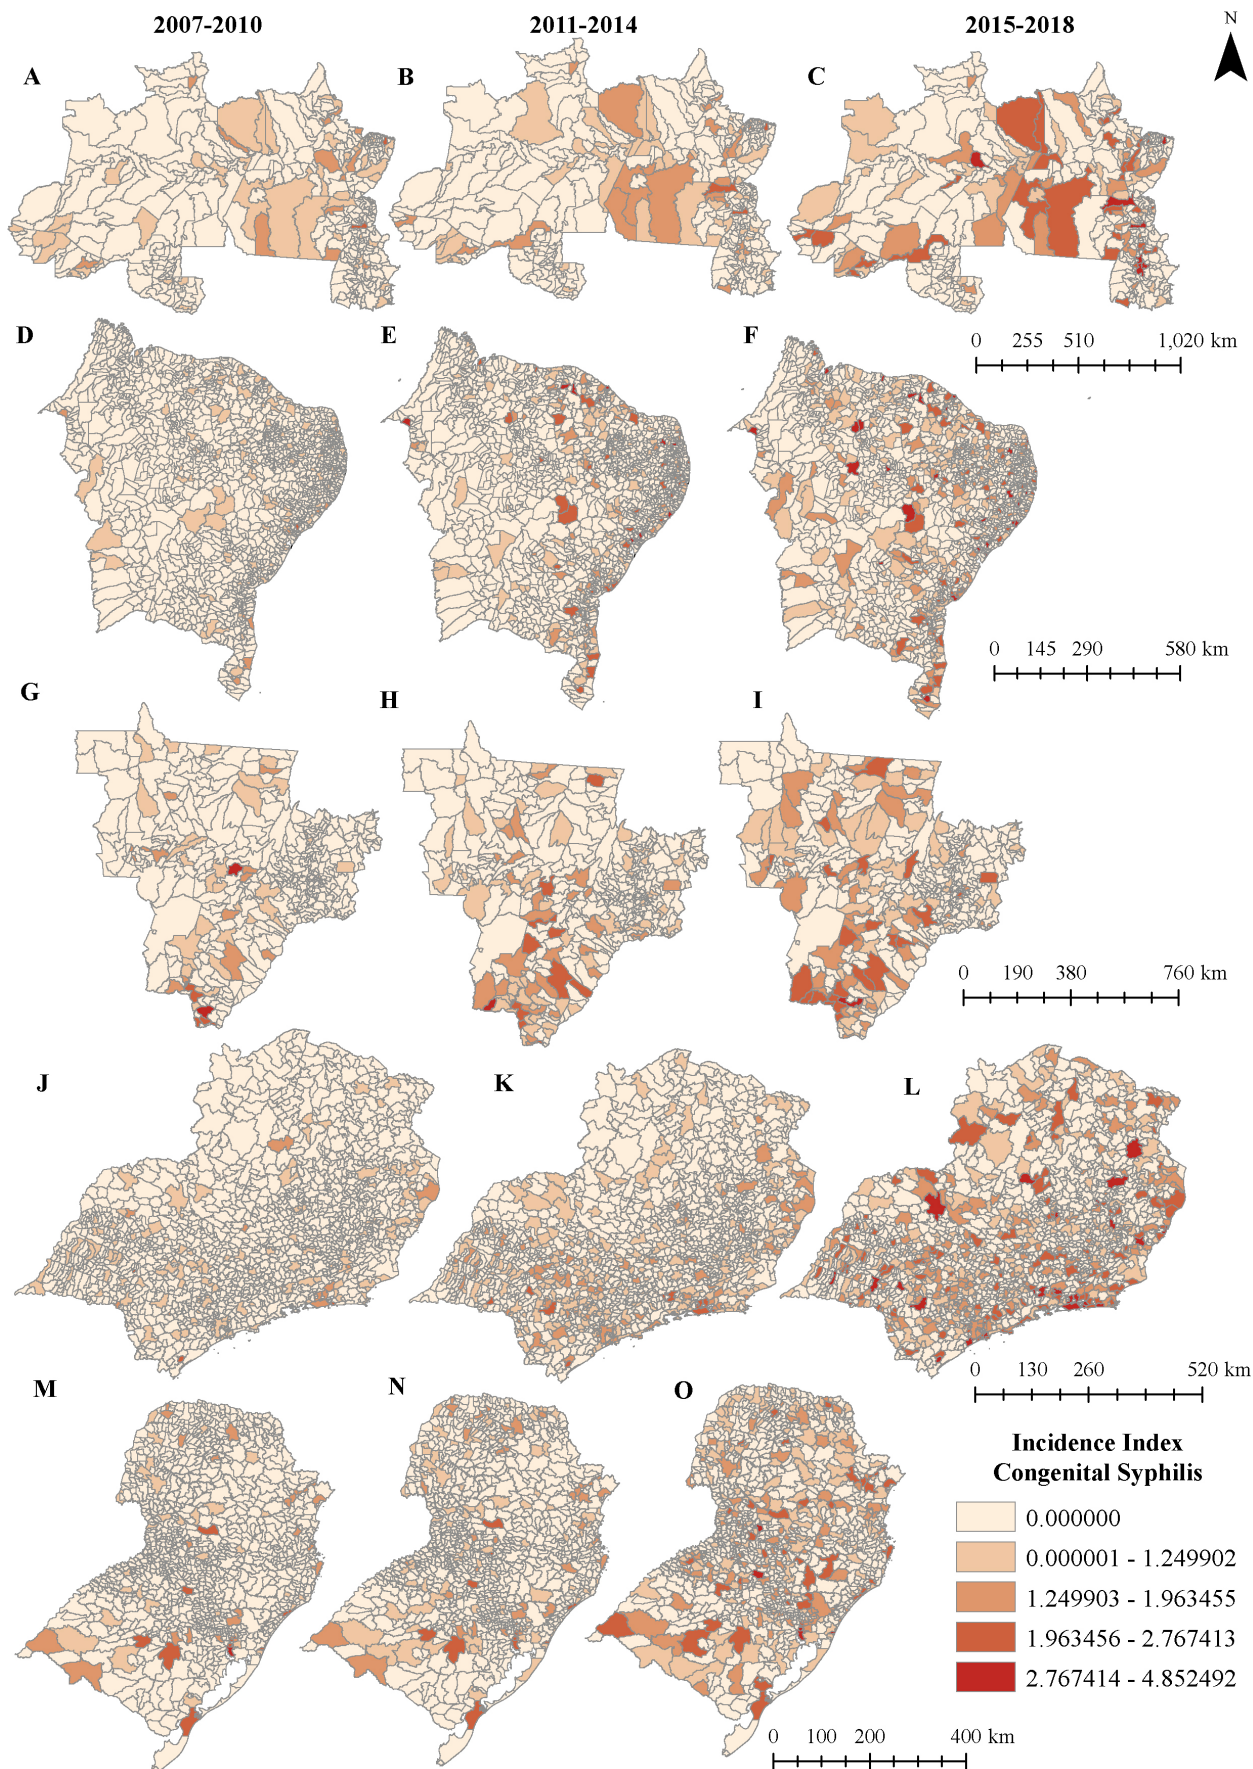 2007-2010 2011-2014 2015-2018 N
A B C
D E F
0 255 510 1,020 km
0 145 290 580 km
G H I
0 190 380 760 km
J K L
0 130 260 520 km
M N O
Incidence Index
Congenital Syphilis
0.000000
0.000001 - 1.249902
1.249903 - 1.963455
1.963456 - 2.767413
2.767414 - 4.852492
0 100 200 400 km